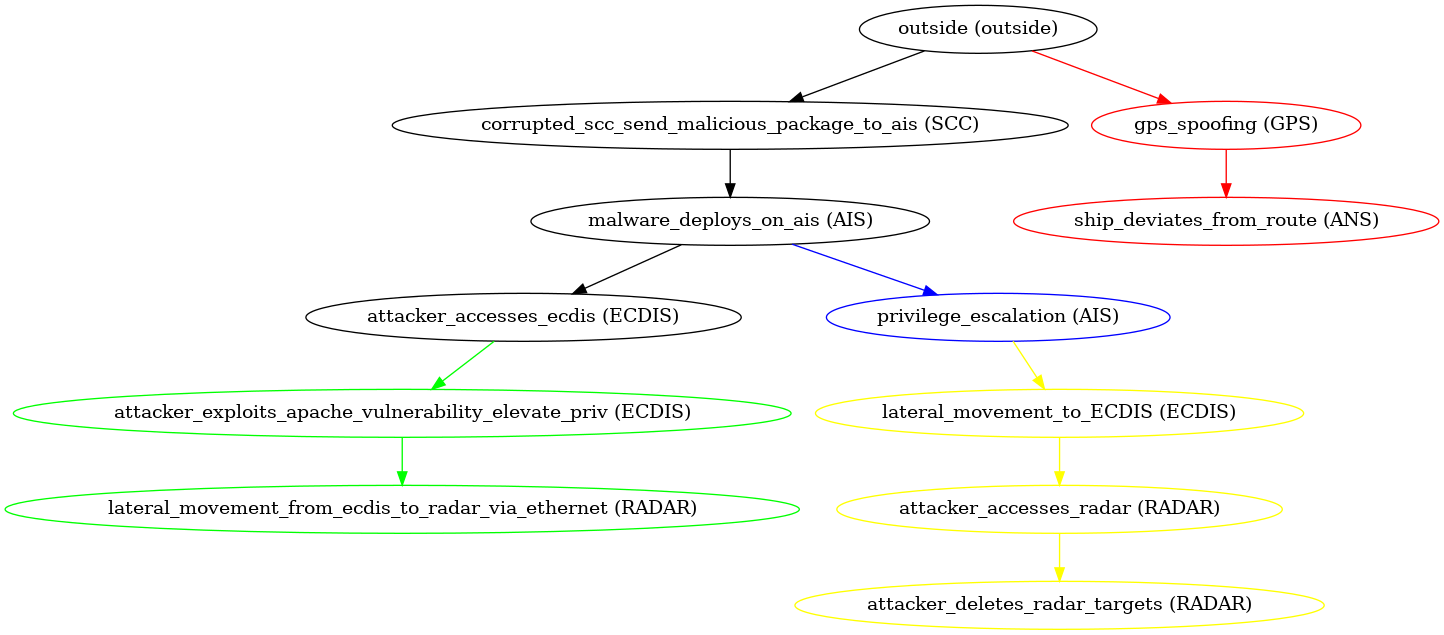 outside (outside)
corrupted_scc_send_malicious_package_to_ais (SCC)
gps_spoofing (GPS)
malware_deploys_on_ais (AIS)
ship_deviates_from_route (ANS)
attacker_accesses_ecdis (ECDIS)
privilege_escalation (AIS)
attacker_exploits_apache_vulnerability_elevate_priv (ECDIS)
lateral_movement_to_ECDIS (ECDIS)
lateral_movement_from_ecdis_to_radar_via_ethernet (RADAR)
attacker_accesses_radar (RADAR)
attacker_deletes_radar_targets (RADAR)